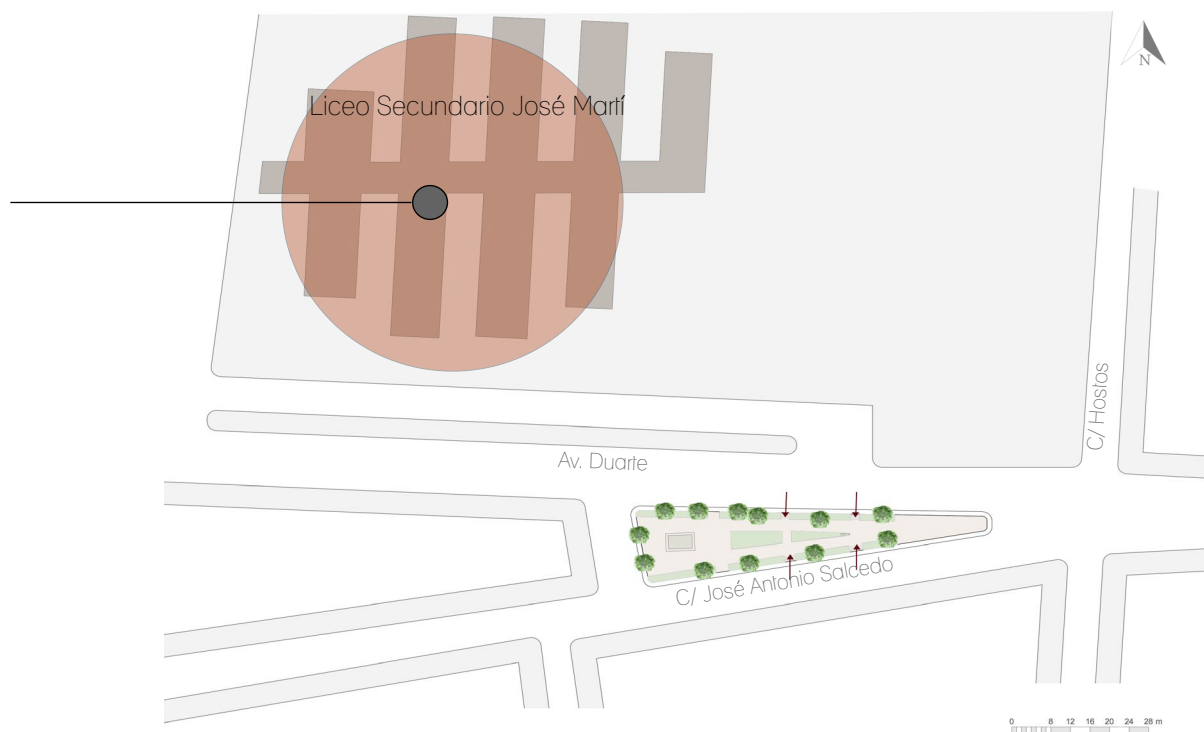 N
Liceo Secundario José Martí
C/ Hostos
Av. Duarte
C/ José Antonio Salcedo
0 8 12 16 20 24 28 m